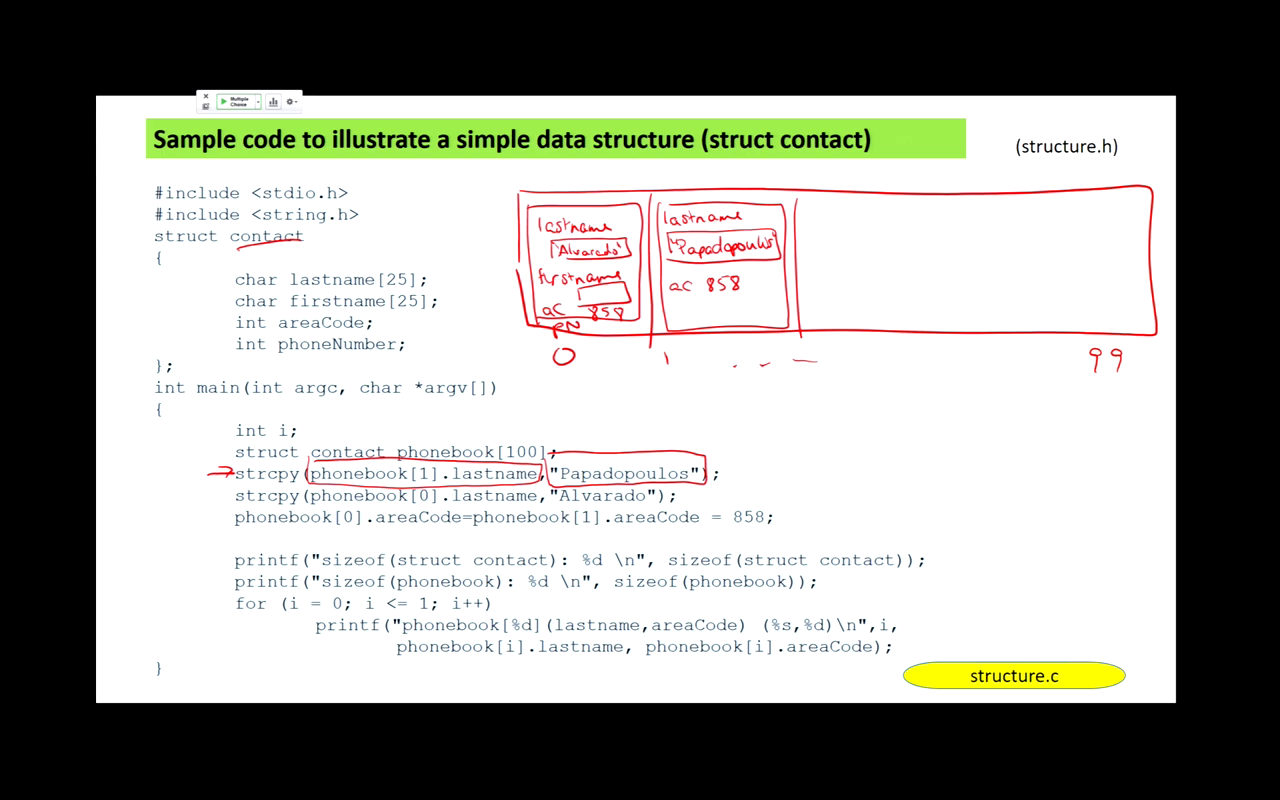 Multiple
Choice
Sample code to illustrate a simple data structure (struct contact)
(structure.h)
#include <stdio.h>
#include <string.h>
struct contact
{
char lastname[25];
char firstname[25];
int areaCode;
int phoneNumber;
};
int main(int argc, char *argv[])
{
int i;
struct contact phonebook[100];
strcpy(phonebook[1].lastname,"Papadopoulos");
strcpy(phonebook[0].lastname,"Alvarado");
phonebook[0].areaCode=phonebook[1].areaCode = 858;
printf("sizeof(struct contact): %d \n", sizeof(struct contact));
printf("sizeof(phonebook): %d \n", sizeof(phonebook));
for (i = 0; i <= 1; i++)
printf("phonebook[%d](lastname,areaCode) (%s,%d)\n",i,
phonebook[i].lastname, phonebook[i].areaCode);
}
structure.c
lastname
"Alvarado"
firstname
ac 858
PN
0
lastname
"Papadopoulos"
ac 858
1
99